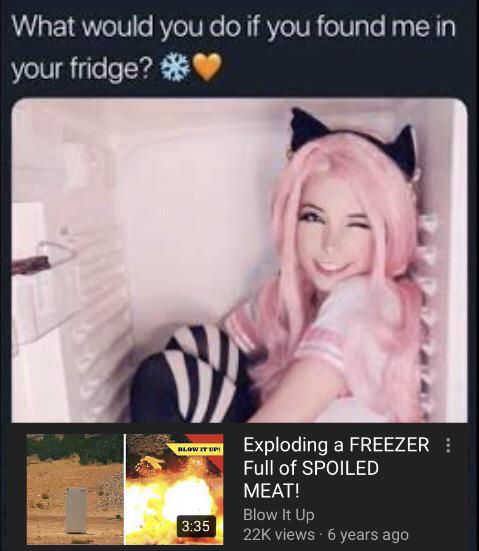 What would you do if you found me in
your fridge? ❄️🧡
BLOW IT UP!
3:35
Exploding a FREEZER
Full of SPOILED
MEAT!
Blow It Up
22K views · 6 years ago